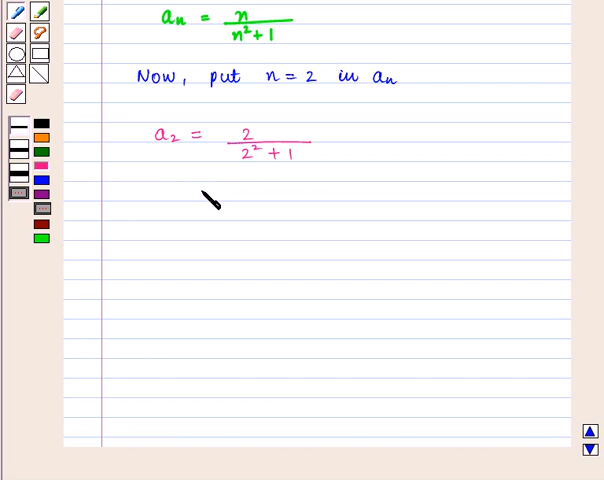 aₙ = n / n² + 1
Now, put n = 2 in aₙ
a₂ = 2 / 2² + 1